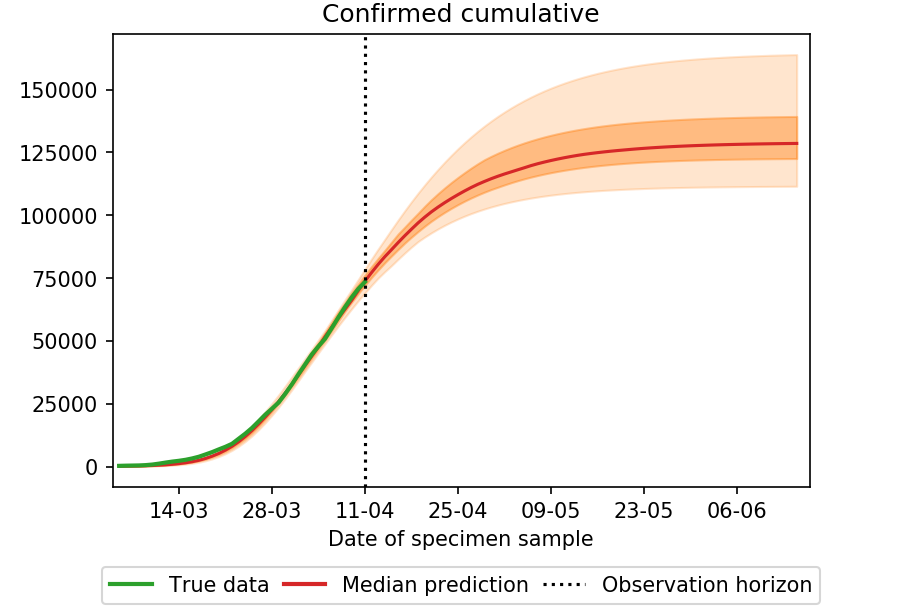 Confirmed cumulative
150000
125000
100000
75000
50000
25000
0
14-03 28-03 11-04 25-04 09-05 23-05 06-06
Date of specimen sample
True data Median prediction Observation horizon